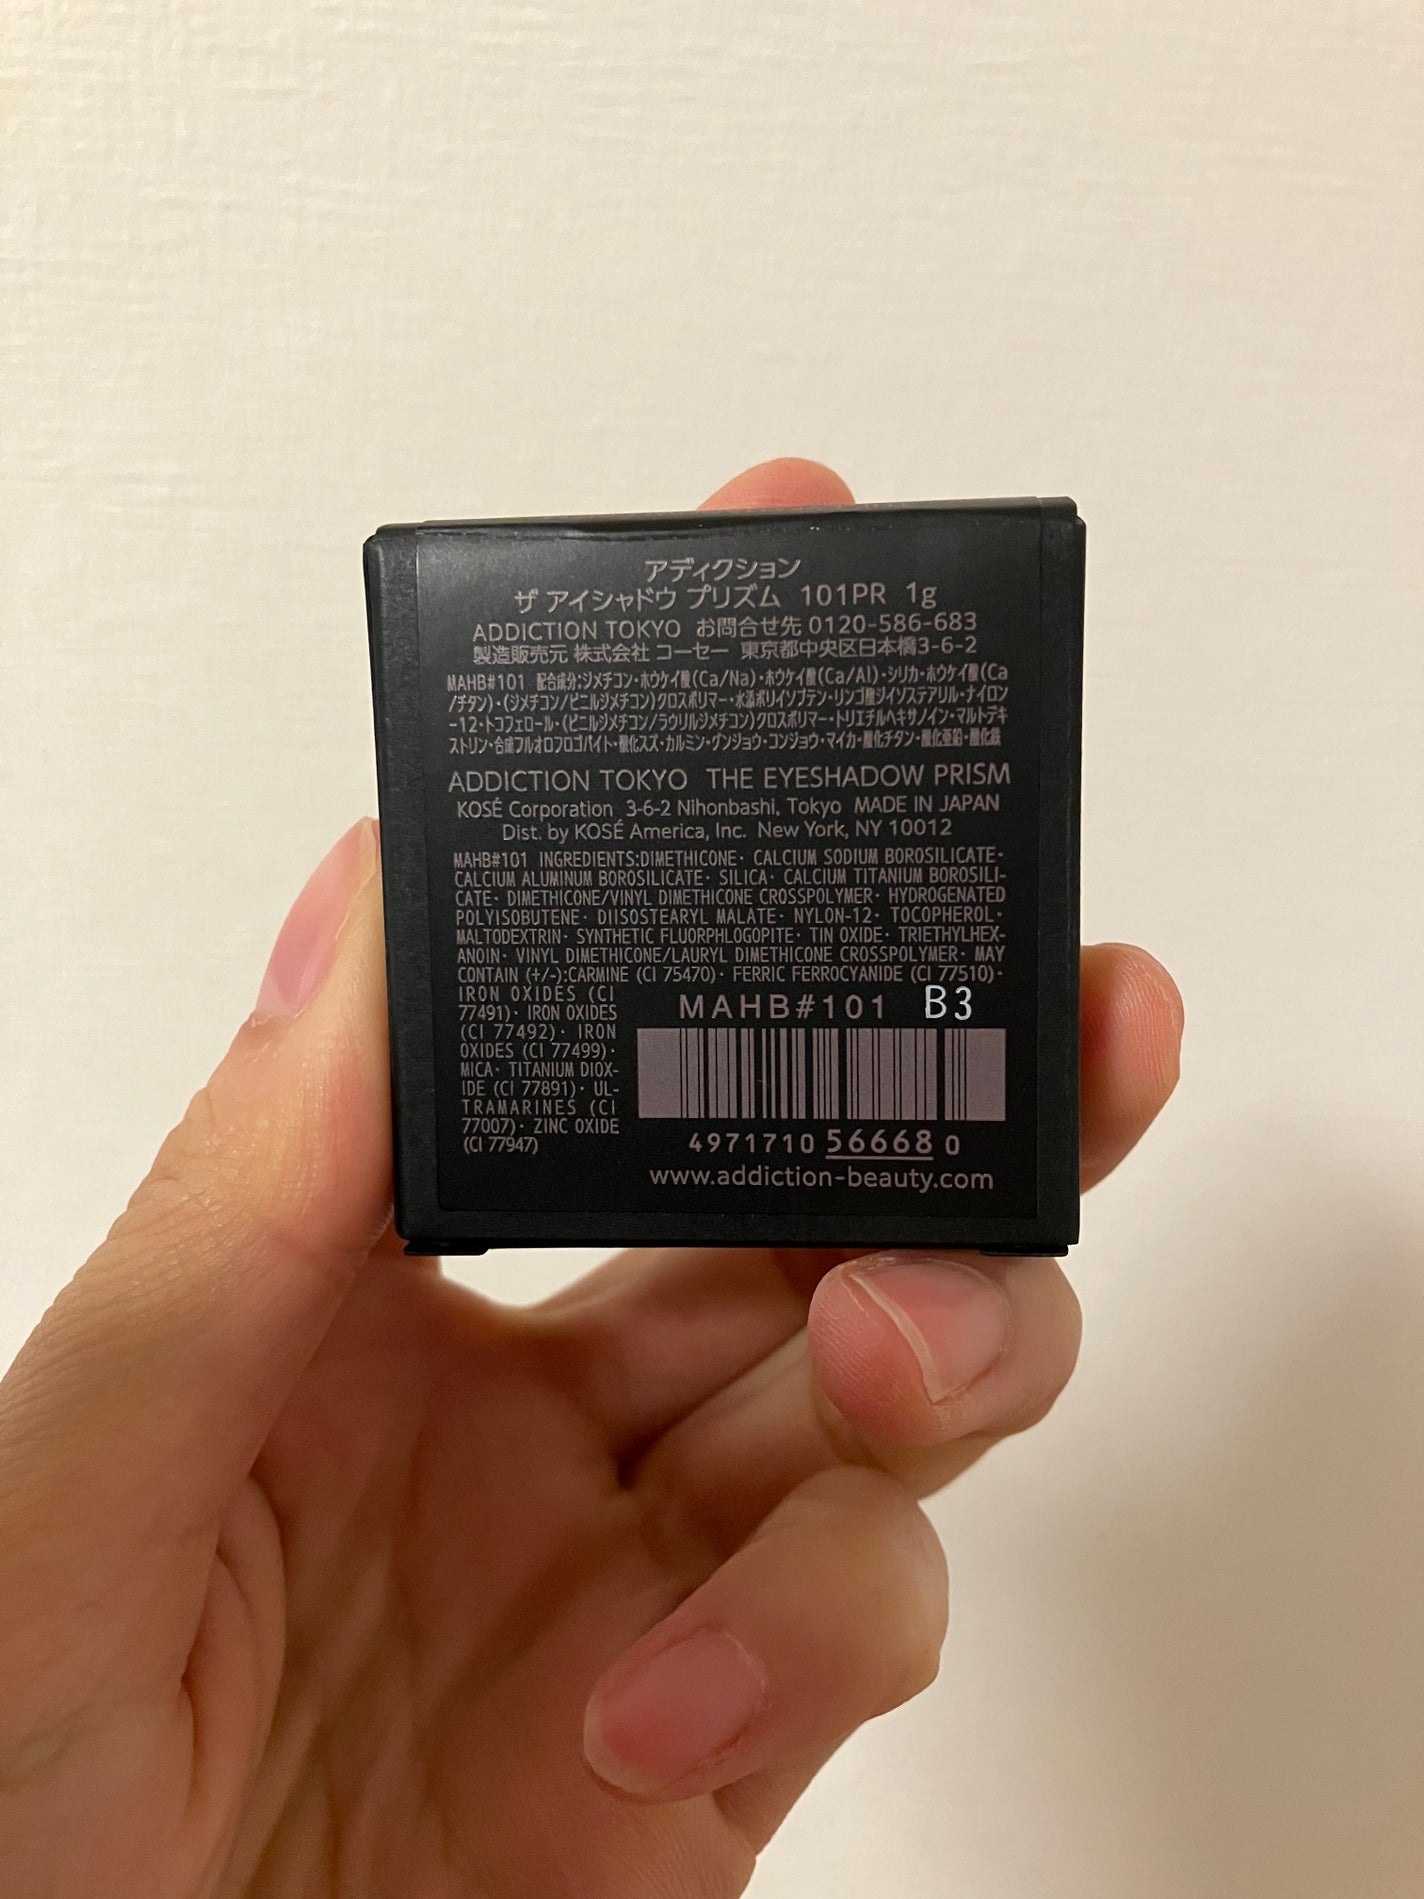 アディクション
ザ アイシャドウ プリズム 101PR 1g
ADDICTION TOKYO お問合せ先 0120-586-683
製造販売元 株式会社 コーセー 東京都中央区日本橋3-6-2
MAHB#101 配合成分:ジメチコン・ホウケイ酸(Ca/Na)・ホウケイ酸(Ca/Al)・シリカ・ホウケイ酸(Ca
/チタン)・(ジメチコン/ビニルジメチコン)クロスポリマー・水添ポリイソブテン・リンゴ酸ジイソステアリル・ナイロン
-12・トコフェロール・(ビニルジメチコン/ラウリルジメチコン)クロスポリマー・トリエチルヘキサノイン・マルトデキ
ストリン・合成フルオロフロゴパイト・酸化スズ・カルミン・グンジョウ・コンジョウ・マイカ・酸化チタン・酸化亜鉛・酸化鉄
ADDICTION TOKYO THE EYESHADOW PRISM
KOSÉ Corporation 3-6-2 Nihonbashi, Tokyo MADE IN JAPAN
Dist. by KOSÉ America, Inc. New York, NY 10012
MAHB#101 INGREDIENTS:DIMETHICONE・ CALCIUM SODIUM BOROSILICATE・
CALCIUM ALUMINUM BOROSILICATE・ SILICA・ CALCIUM TITANIUM BOROSILI-
CATE・ DIMETHICONE/VINYL DIMETHICONE CROSSPOLYMER・ HYDROGENATED
POLYISOBUTENE・ DIISOSTEARYL MALATE・ NYLON-12・ TOCOPHEROL・
MALTODEXTRIN・ SYNTHETIC FLUORPHLOGOPITE・ TIN OXIDE・ TRIETHYLHEX-
ANOIN・ VINYL DIMETHICONE/LAURYL DIMETHICONE CROSSPOLYMER・ MAY
CONTAIN (+/-):CARMINE (CI 75470)・ FERRIC FERROCYANIDE (CI 77510)・
IRON OXIDES (CI
77491)・ IRON OXIDES
(CI 77492)・ IRON
OXIDES (CI 77499)・
MICA・ TITANIUM DIOX-
IDE (CI 77891)・ UL-
TRAMARINES (CI
77007)・ ZINC OXIDE
(CI 77947)
MAHB#101 B3
4971710 56668 0
www.addiction-beauty.com